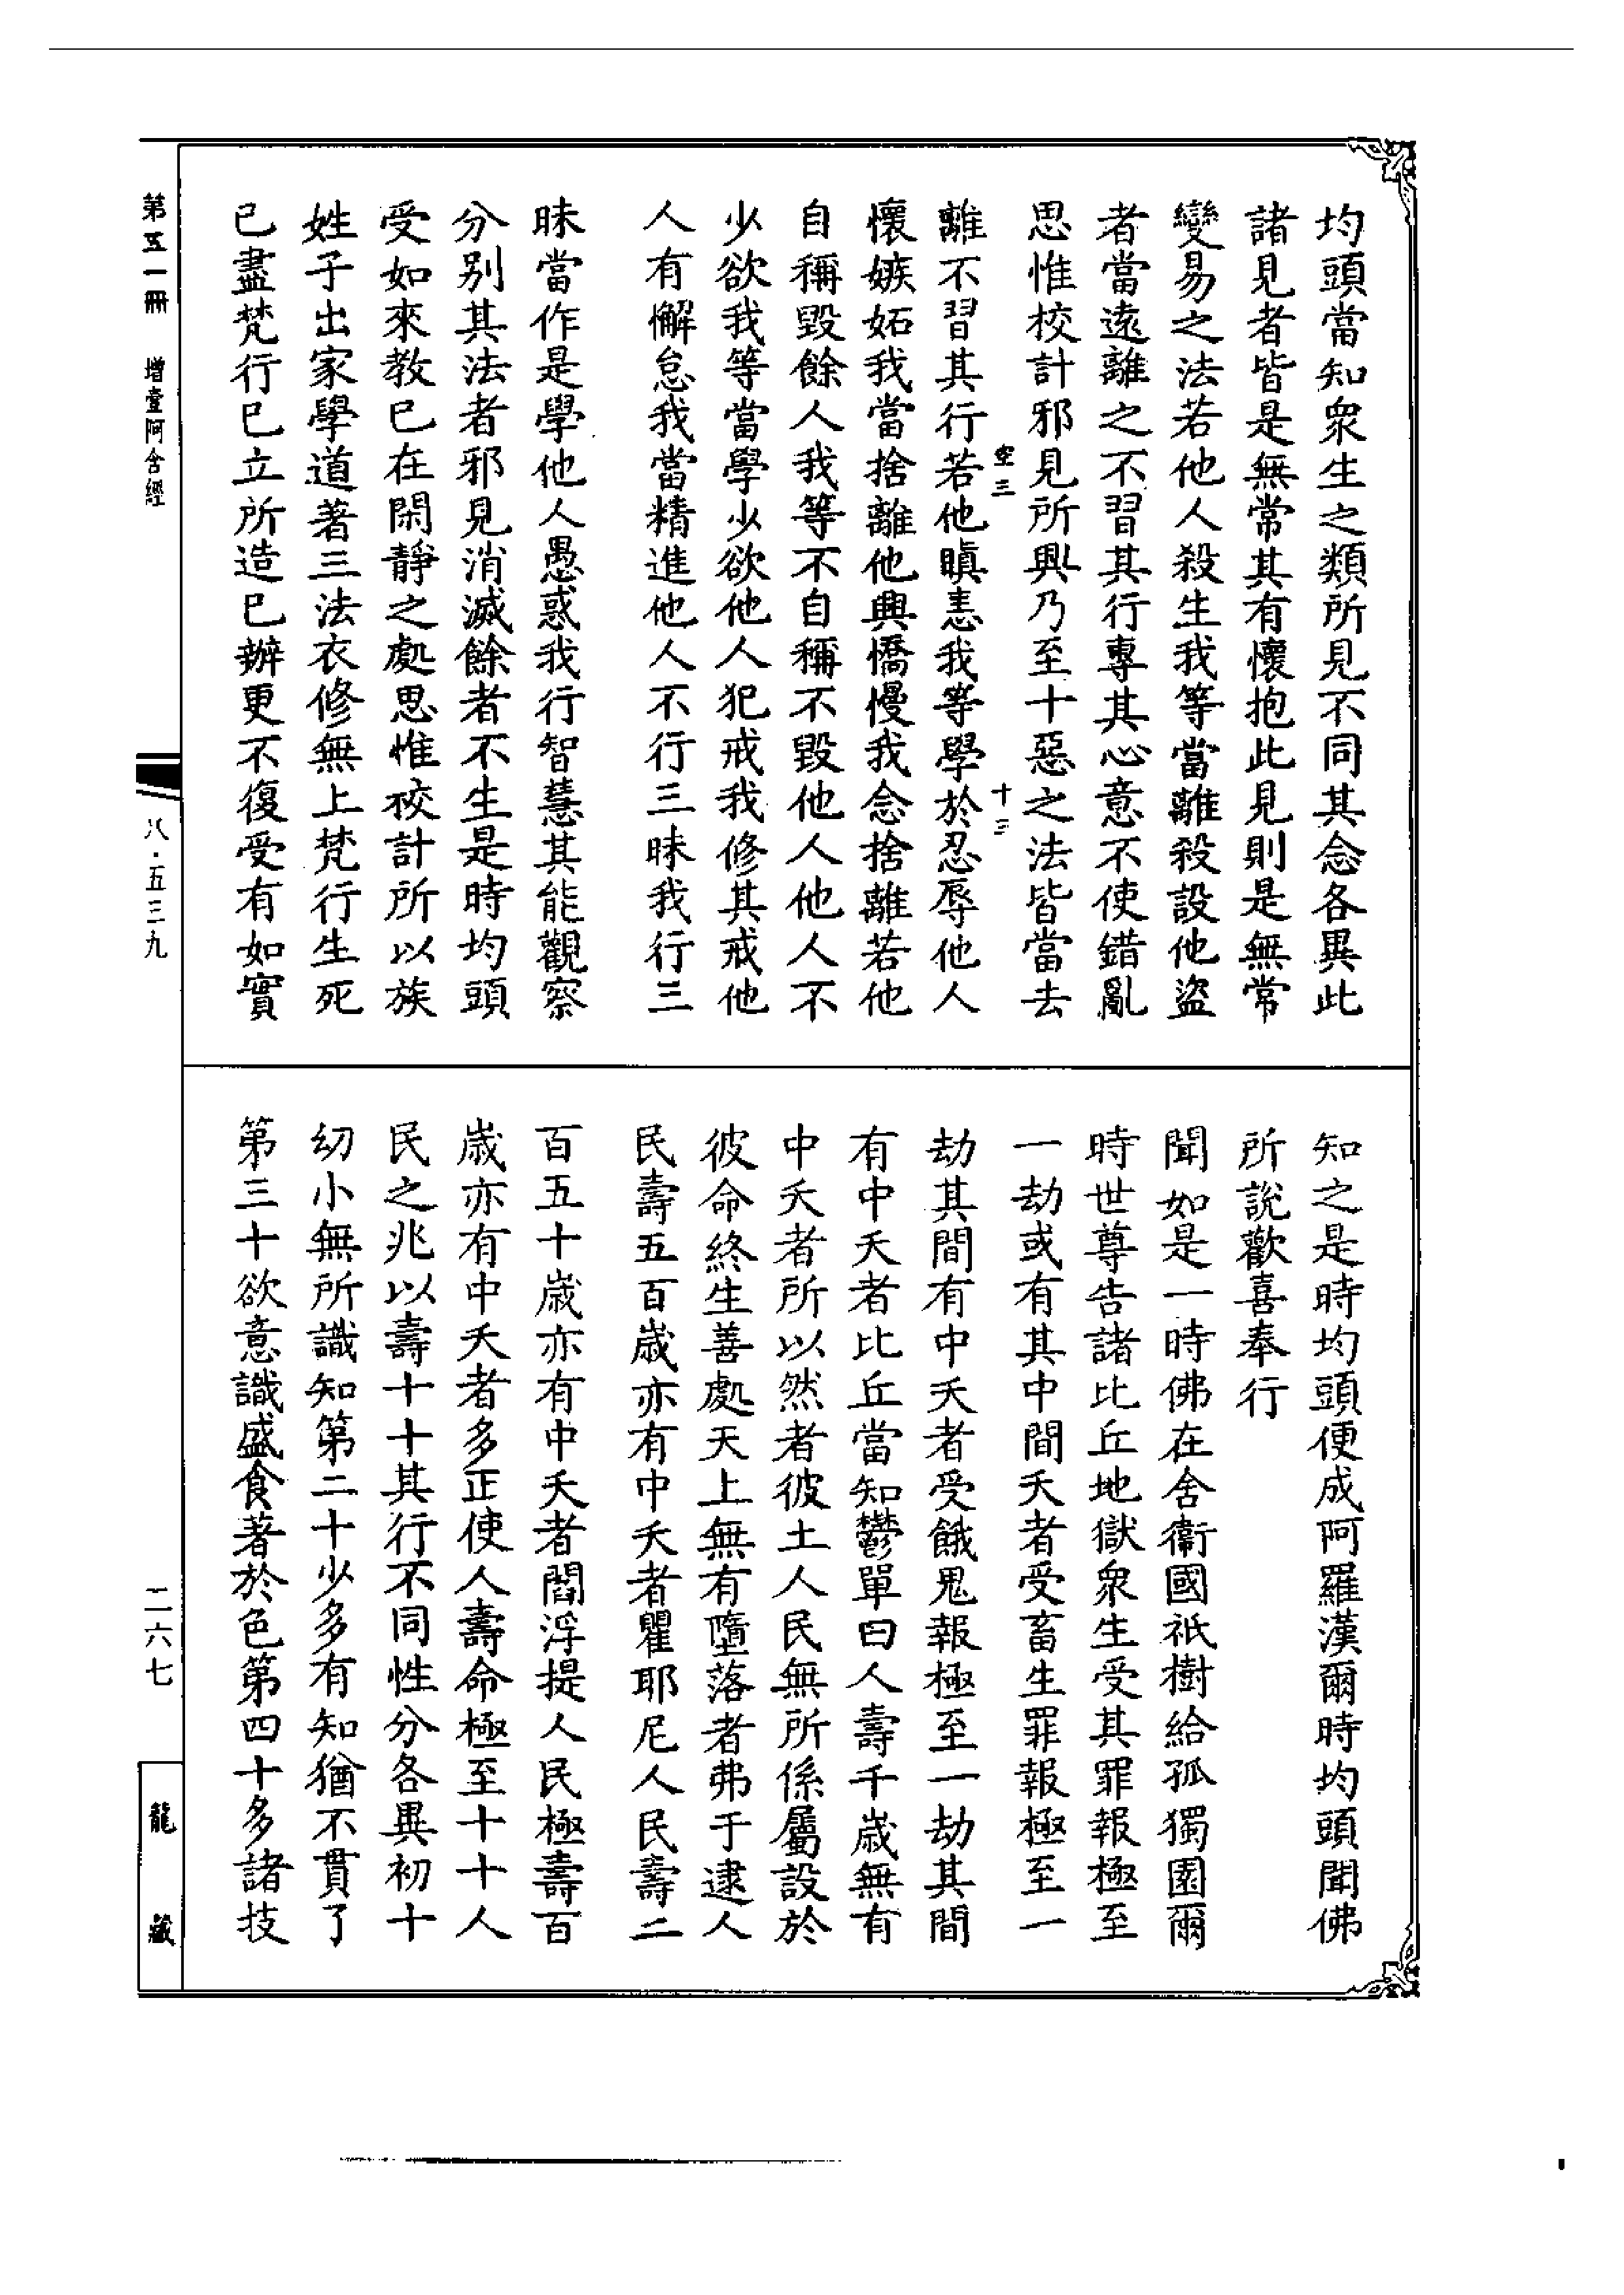 均頭當知衆生之類所見不同其念各異此
諸見者皆是無常其有懷抱此見則是無常
變易之法若他人殺生我等當離殺設他盜
者當遠離之不習其行專其心意不使錯亂
思惟校計邪見所興乃至十惡之法皆當去
空三　十三
離不習其行若他瞋恚我等學於忍辱他人
懷嫉妬我當捨離他興憍慢我念捨離若他
自稱毀餘人我等不自稱不毀他人他人不
少欲我等當學少欲他人犯戒我修其戒他
人有懈怠我當精進他人不行三昧我行三
昧當作是學他人愚惑我行智慧其能觀察
分别其法者邪見消滅餘者不生是時均頭
受如來教已在閑靜之處思惟校計所以族
姓子出家學道著三法衣修無上梵行生死
已盡梵行已立所造已辦更不復受有如實
知之是時均頭便成阿羅漢爾時均頭聞佛
所說歡喜奉行
聞如是一時佛在舍衛國祇樹給孤獨園爾
時世尊告諸比丘地獄衆生受其罪報極至
一劫或有其中間夭者受畜生罪報極至一
劫其間有中夭者受餓鬼報極至一劫其間
有中夭者比丘當知鬱單曰人壽千歲無有
中夭者所以然者彼土人民無所係屬設於
彼命終生善處天上無有墮落者弗于逮人
民壽五百歲亦有中夭者瞿耶尼人民壽二
百五十歲亦有中夭者閻浮提人民極壽百
歲亦有中夭者多正使人壽命極至十十人
民之兆以壽十十其行不同性分各異初十
幼小無所識知第二十少多有知猶不貫了
第三十欲意識盛食著於色第四十多諸技
第五一冊　增壹阿含經
八·五三九
二六七
龍藏